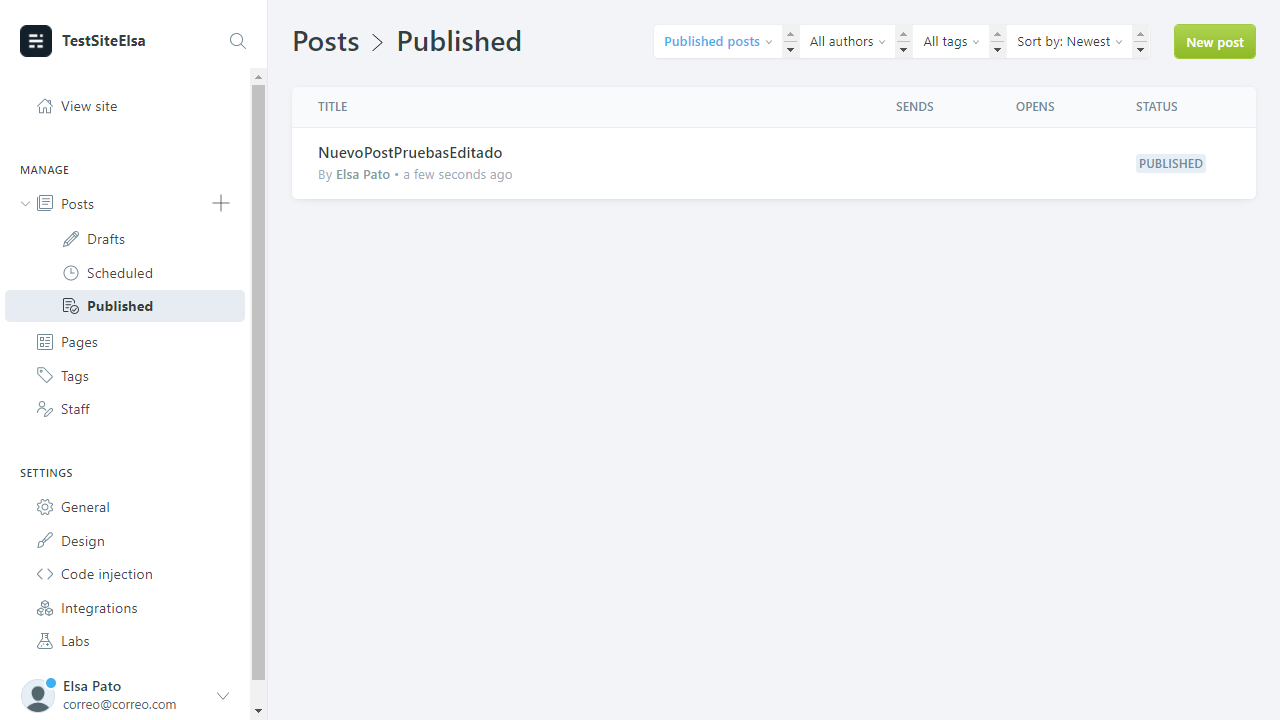 TestSiteElsa
View site
MANAGE
Posts
Drafts
Scheduled
Published
Pages
Tags
Staff
SETTINGS
General
Design
Code injection
Integrations
Labs
Elsa Pato
correo@correo.com
Posts > Published
Published posts
All authors
All tags
Sort by: Newest
New post
TITLE SENDS OPENS STATUS
NuevoPostPruebasEditado
By Elsa Pato • a few seconds ago
PUBLISHED